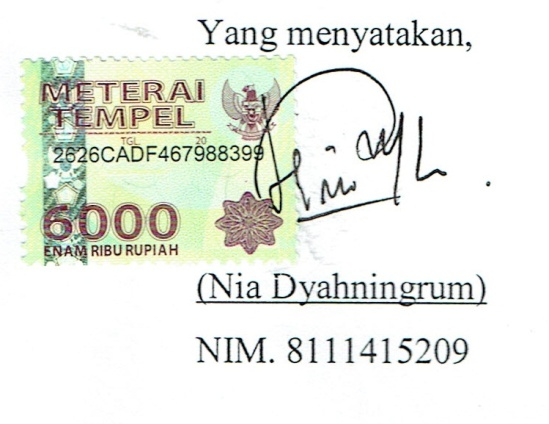 Yang menyatakan,
METERAI
TEMPEL
TGL 20
2626CADF467988399
6000
ENAM RIBU RUPIAH
(Nia Dyahningrum)
NIM. 8111415209